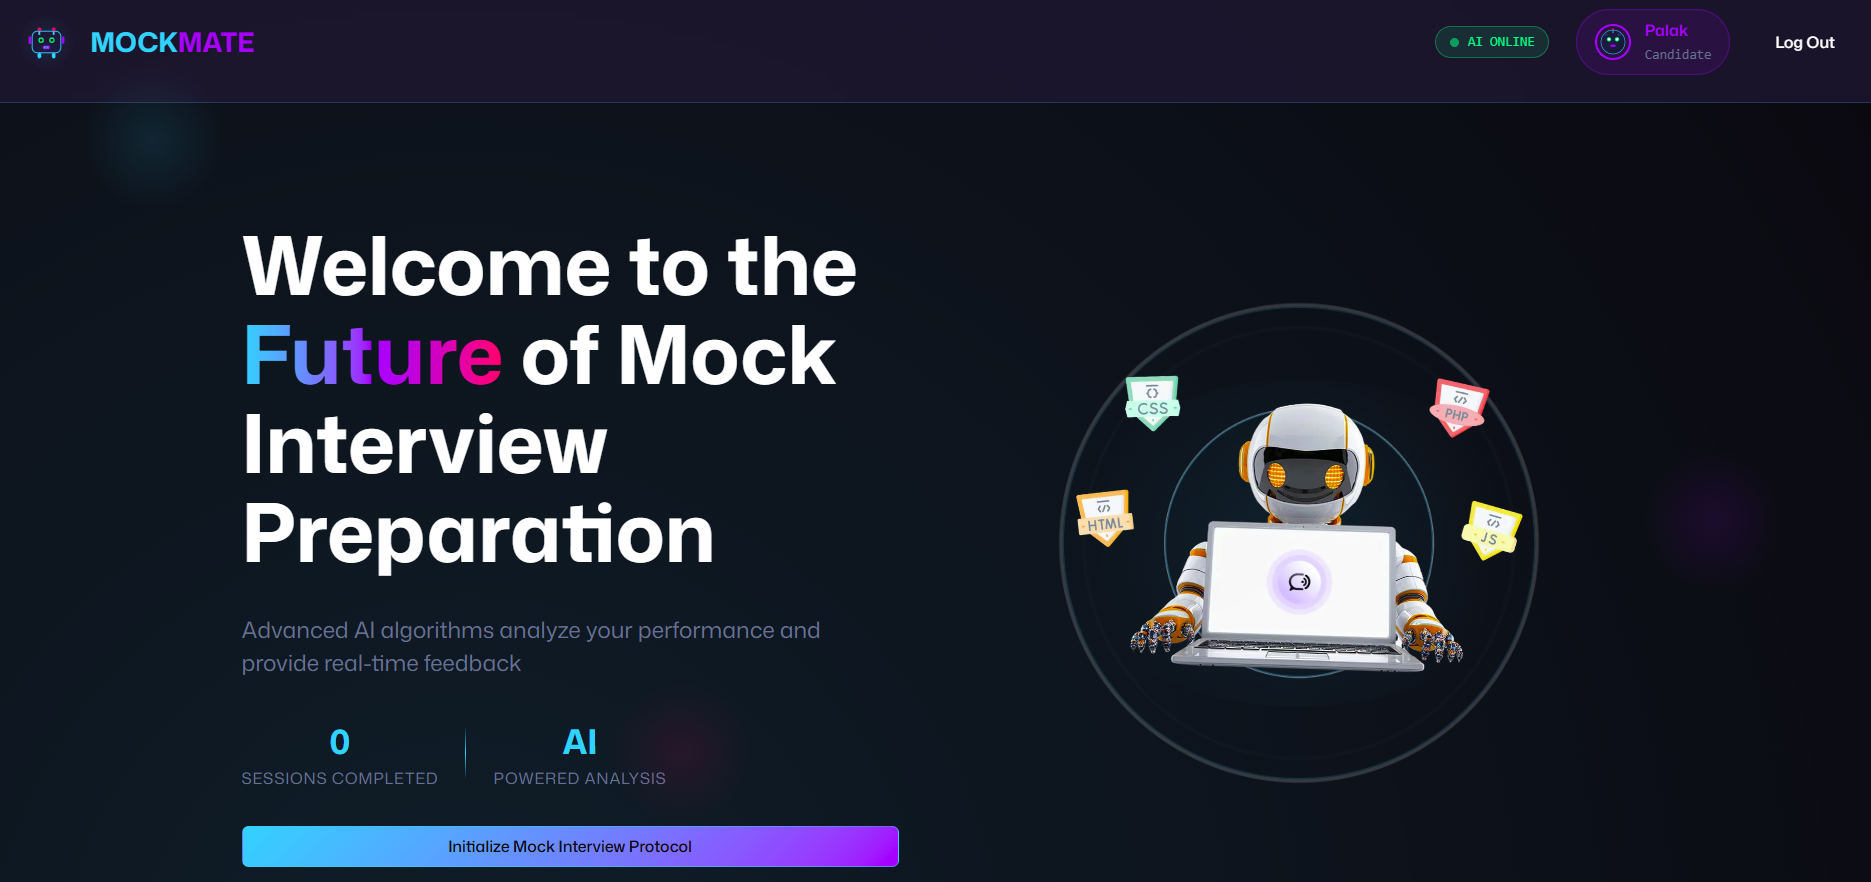 MOCKMATE
AI ONLINE
Palak
Candidate
Log Out
Welcome to the
Future of Mock
Interview
Preparation
Advanced AI algorithms analyze your performance and
provide real-time feedback
0
SESSIONS COMPLETED
AI
POWERED ANALYSIS
Initialize Mock Interview Protocol
CSS
PHP
HTML
JS